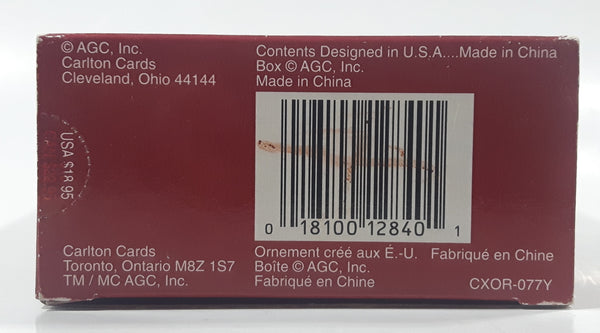 © AGC, Inc.
Carlton Cards
Cleveland, Ohio 44144
Contents Designed in U.S.A....Made in China
Box © AGC, Inc.
Made in China
USA $18.95
0 18100 12840 1
Carlton Cards
Toronto, Ontario M8Z 1S7
TM / MC AGC, Inc.
Ornement créé aux É.-U. Fabriqué en Chine
Boîte © AGC, Inc.
Fabriqué en Chine
CXOR-077Y